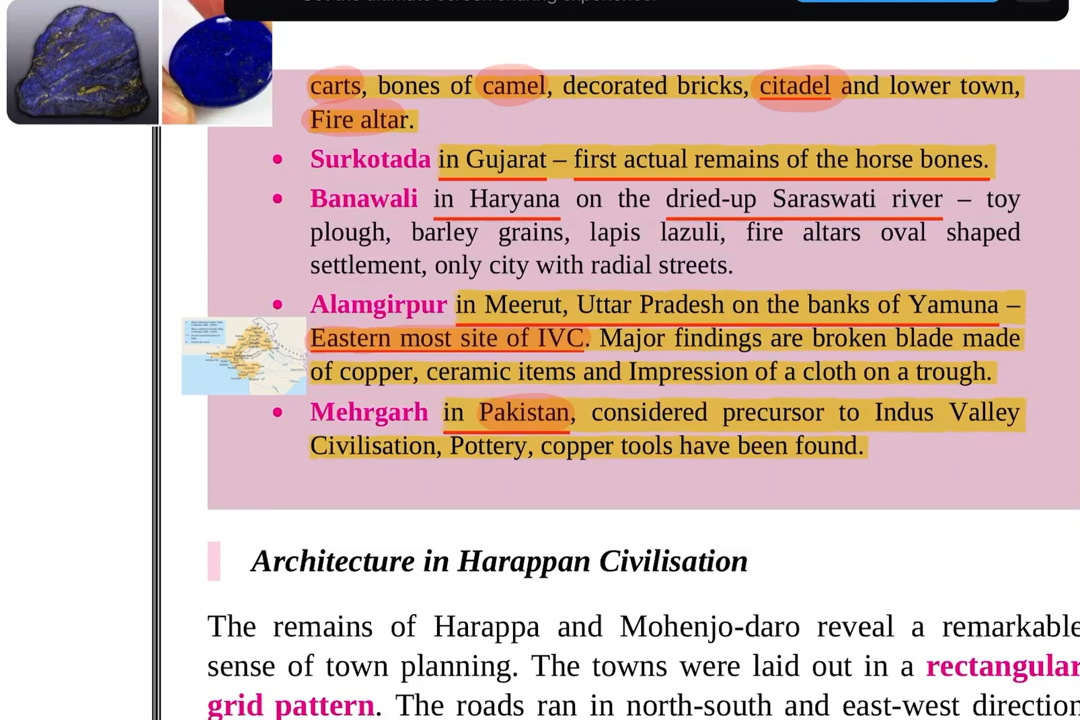 carts, bones of camel, decorated bricks, citadel and lower town,
Fire altar.
• Surkotada in Gujarat – first actual remains of the horse bones.
• Banawali in Haryana on the dried-up Saraswati river – toy
plough, barley grains, lapis lazuli, fire altars oval shaped
settlement, only city with radial streets.
• Alamgirpur in Meerut, Uttar Pradesh on the banks of Yamuna –
Eastern most site of IVC. Major findings are broken blade made
of copper, ceramic items and Impression of a cloth on a trough.
• Mehrgarh in Pakistan, considered precursor to Indus Valley
Civilisation, Pottery, copper tools have been found.
Architecture in Harappan Civilisation
The remains of Harappa and Mohenjo-daro reveal a remarkable
sense of town planning. The towns were laid out in a rectangular
grid pattern. The roads ran in north-south and east-west direction